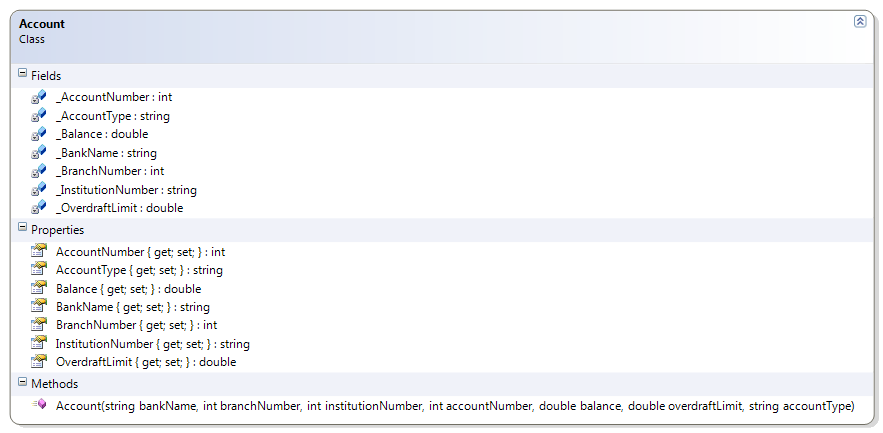 Account
Class
Fields
_AccountNumber : int
_AccountType : string
_Balance : double
_BankName : string
_BranchNumber : int
_InstitutionNumber : string
_OverdraftLimit : double
Properties
AccountNumber { get; set; } : int
AccountType { get; set; } : string
Balance { get; set; } : double
BankName { get; set; } : string
BranchNumber { get; set; } : int
InstitutionNumber { get; set; } : string
OverdraftLimit { get; set; } : double
Methods
Account(string bankName, int branchNumber, int institutionNumber, int accountNumber, double balance, double overdraftLimit, string accountType)